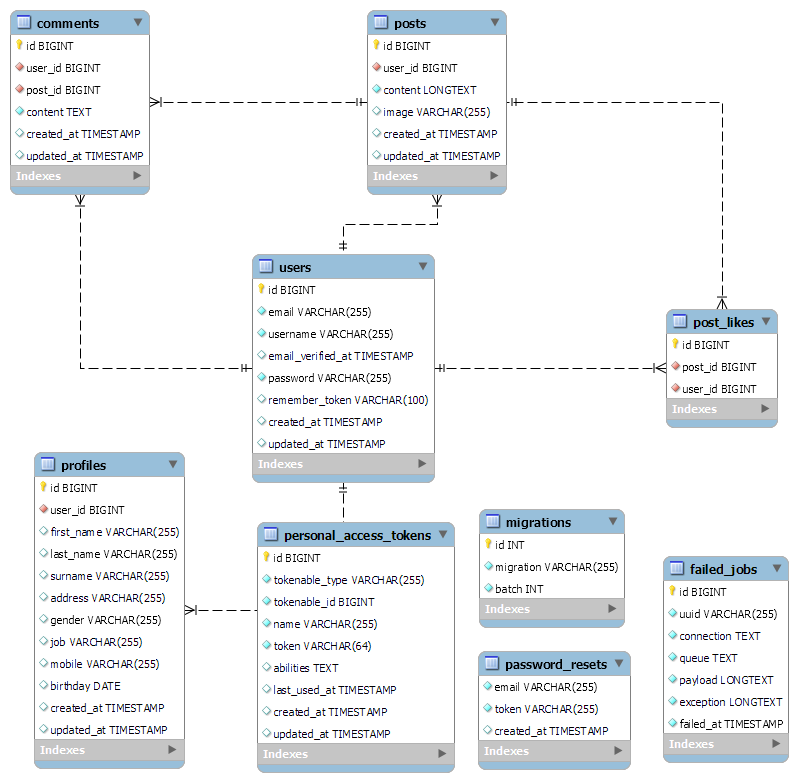 comments
id BIGINT
user_id BIGINT
post_id BIGINT
content TEXT
created_at TIMESTAMP
updated_at TIMESTAMP
Indexes
posts
id BIGINT
user_id BIGINT
content LONGTEXT
image VARCHAR(255)
created_at TIMESTAMP
updated_at TIMESTAMP
Indexes
users
id BIGINT
email VARCHAR(255)
username VARCHAR(255)
email_verified_at TIMESTAMP
password VARCHAR(255)
remember_token VARCHAR(100)
created_at TIMESTAMP
updated_at TIMESTAMP
Indexes
post_likes
id BIGINT
post_id BIGINT
user_id BIGINT
Indexes
profiles
id BIGINT
user_id BIGINT
first_name VARCHAR(255)
last_name VARCHAR(255)
surname VARCHAR(255)
address VARCHAR(255)
gender VARCHAR(255)
job VARCHAR(255)
mobile VARCHAR(255)
birthday DATE
created_at TIMESTAMP
updated_at TIMESTAMP
Indexes
personal_access_tokens
id BIGINT
tokenable_type VARCHAR(255)
tokenable_id BIGINT
name VARCHAR(255)
token VARCHAR(64)
abilities TEXT
last_used_at TIMESTAMP
created_at TIMESTAMP
updated_at TIMESTAMP
Indexes
migrations
id INT
migration VARCHAR(255)
batch INT
Indexes
password_resets
email VARCHAR(255)
token VARCHAR(255)
created_at TIMESTAMP
Indexes
failed_jobs
id BIGINT
uuid VARCHAR(255)
connection TEXT
queue TEXT
payload LONGTEXT
exception LONGTEXT
failed_at TIMESTAMP
Indexes